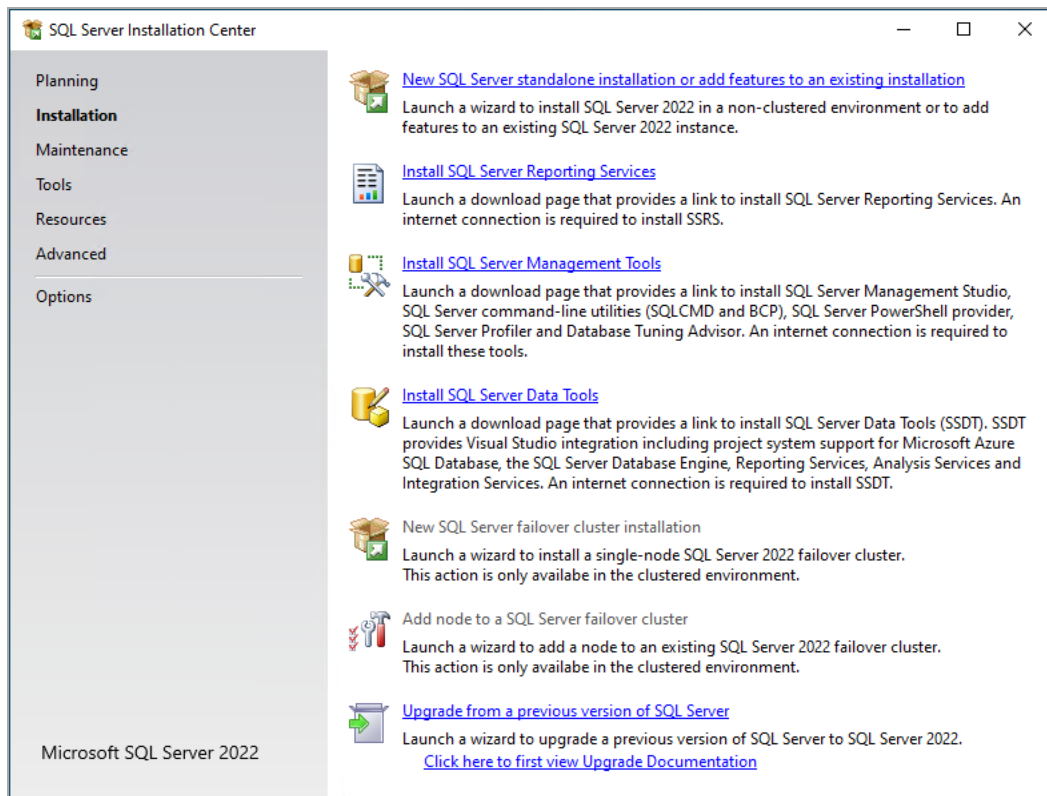 SQL Server Installation Center
Planning
Installation
Maintenance
Tools
Resources
Advanced
Options
Microsoft SQL Server 2022
New SQL Server standalone installation or add features to an existing installation
Launch a wizard to install SQL Server 2022 in a non-clustered environment or to add
features to an existing SQL Server 2022 instance.
Install SQL Server Reporting Services
Launch a download page that provides a link to install SQL Server Reporting Services. An
internet connection is required to install SSRS.
Install SQL Server Management Tools
Launch a download page that provides a link to install SQL Server Management Studio,
SQL Server command-line utilities (SQLCMD and BCP), SQL Server PowerShell provider,
SQL Server Profiler and Database Tuning Advisor. An internet connection is required to
install these tools.
Install SQL Server Data Tools
Launch a download page that provides a link to install SQL Server Data Tools (SSDT). SSDT
provides Visual Studio integration including project system support for Microsoft Azure
SQL Database, the SQL Server Database Engine, Reporting Services, Analysis Services and
Integration Services. An internet connection is required to install SSDT.
New SQL Server failover cluster installation
Launch a wizard to install a single-node SQL Server 2022 failover cluster.
This action is only availabe in the clustered environment.
Add node to a SQL Server failover cluster
Launch a wizard to add a node to an existing SQL Server 2022 failover cluster.
This action is only availabe in the clustered environment.
Upgrade from a previous version of SQL Server
Launch a wizard to upgrade a previous version of SQL Server to SQL Server 2022.
Click here to first view Upgrade Documentation